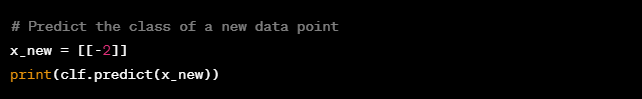 # Predict the class of a new data point
x_new = [[-2]]
print(clf.predict(x_new))